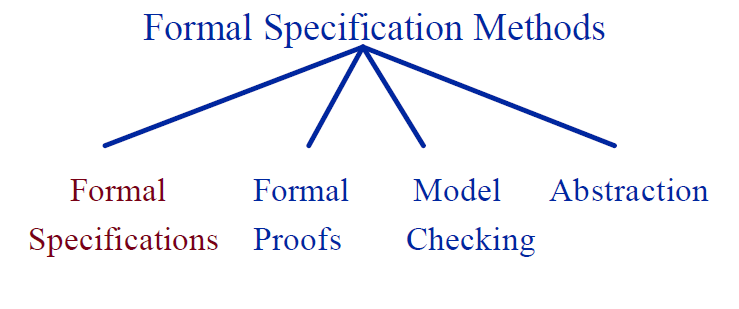 Formal Specification Methods
Formal Specifications
Formal Proofs
Model Checking
Abstraction